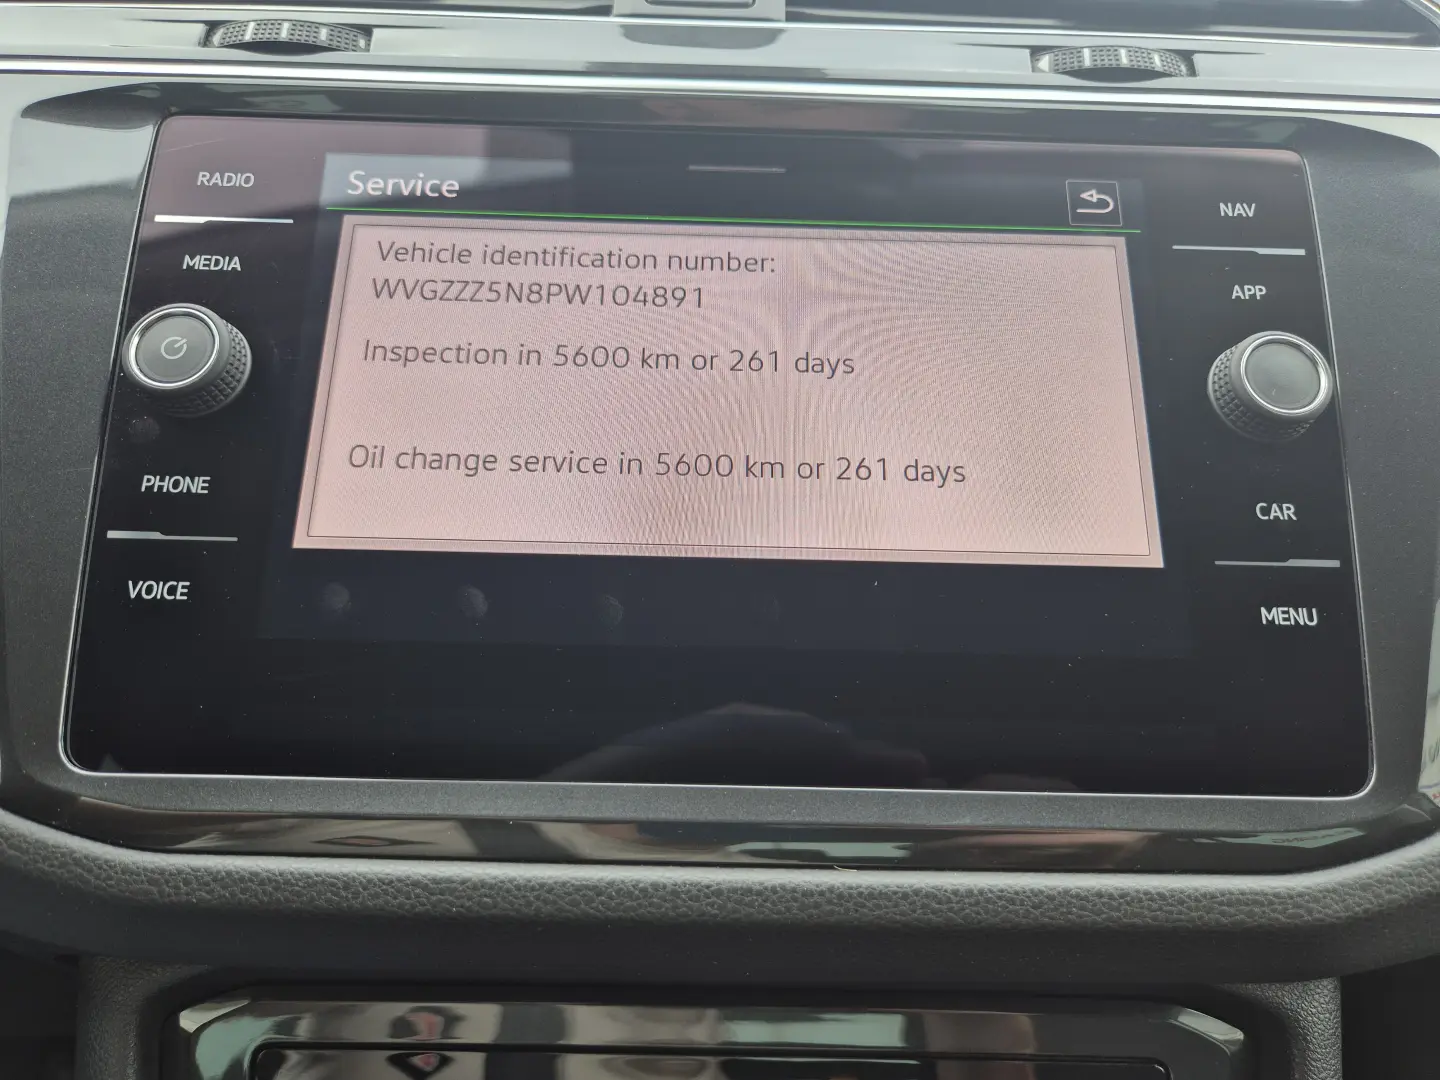 RADIO
MEDIA
PHONE
VOICE
Service
Vehicle identification number:
WVGZZZ5N8PW104891
Inspection in 5600 km or 261 days
Oil change service in 5600 km or 261 days
NAV
APP
CAR
MENU